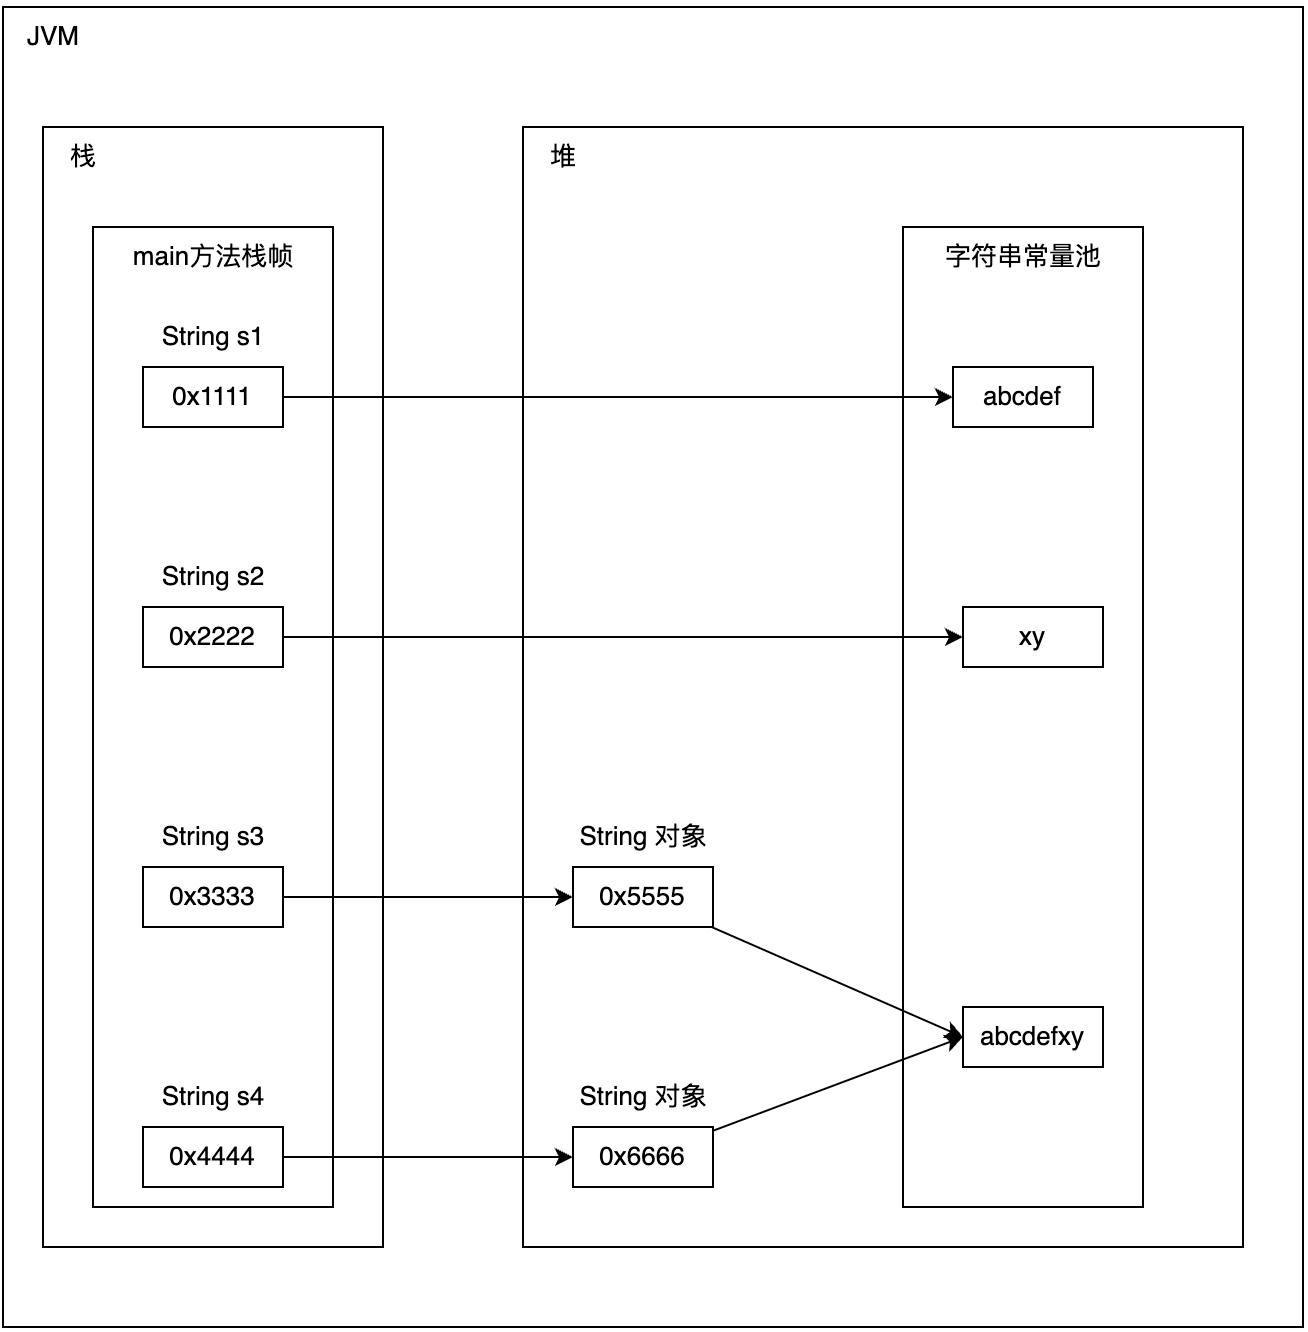 JVM
栈
堆
main方法栈帧
字符串常量池
String s1
0x1111
abcdef
String s2
0x2222
xy
String s3
String 对象
0x3333
0x5555
abcdefxy
String s4
String 对象
0x4444
0x6666